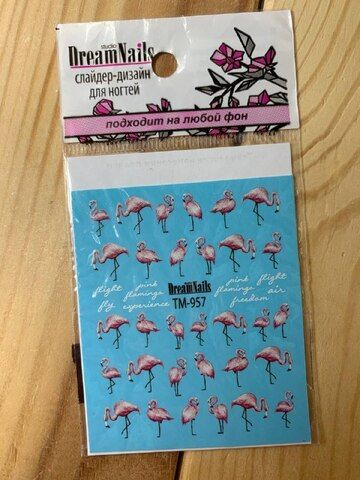 studio
DreamNails
слайдер-дизайн
для ногтей
подходит на любой фон
DreamNails
TM-957
flight
fly
pink
flamingo
experience
pink
flamingo
freedom
flight
air